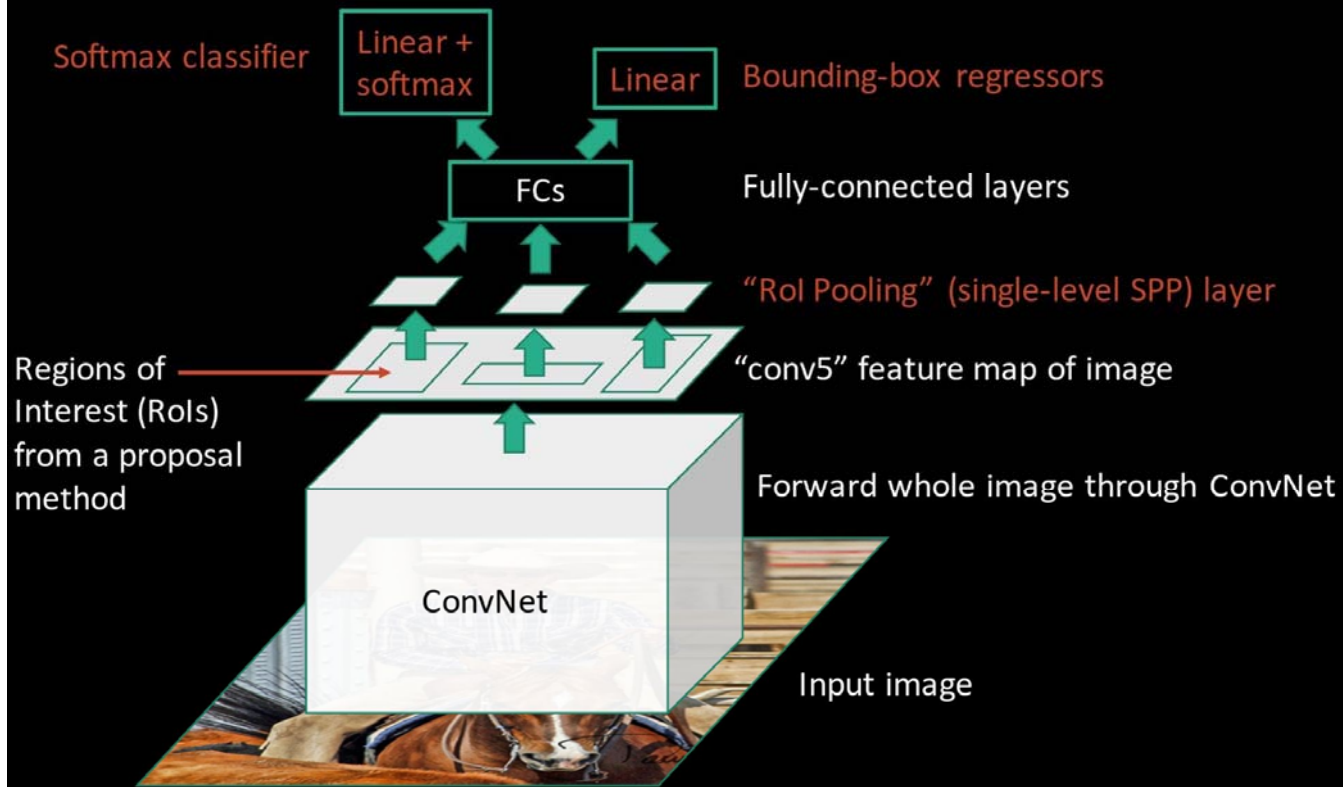 Softmax classifier
Linear +
softmax
Linear
Bounding-box regressors
FCs
Fully-connected layers
“RoI Pooling” (single-level SPP) layer
Regions of
Interest (RoIs)
from a proposal
method
“conv5” feature map of image
Forward whole image through ConvNet
ConvNet
Input image